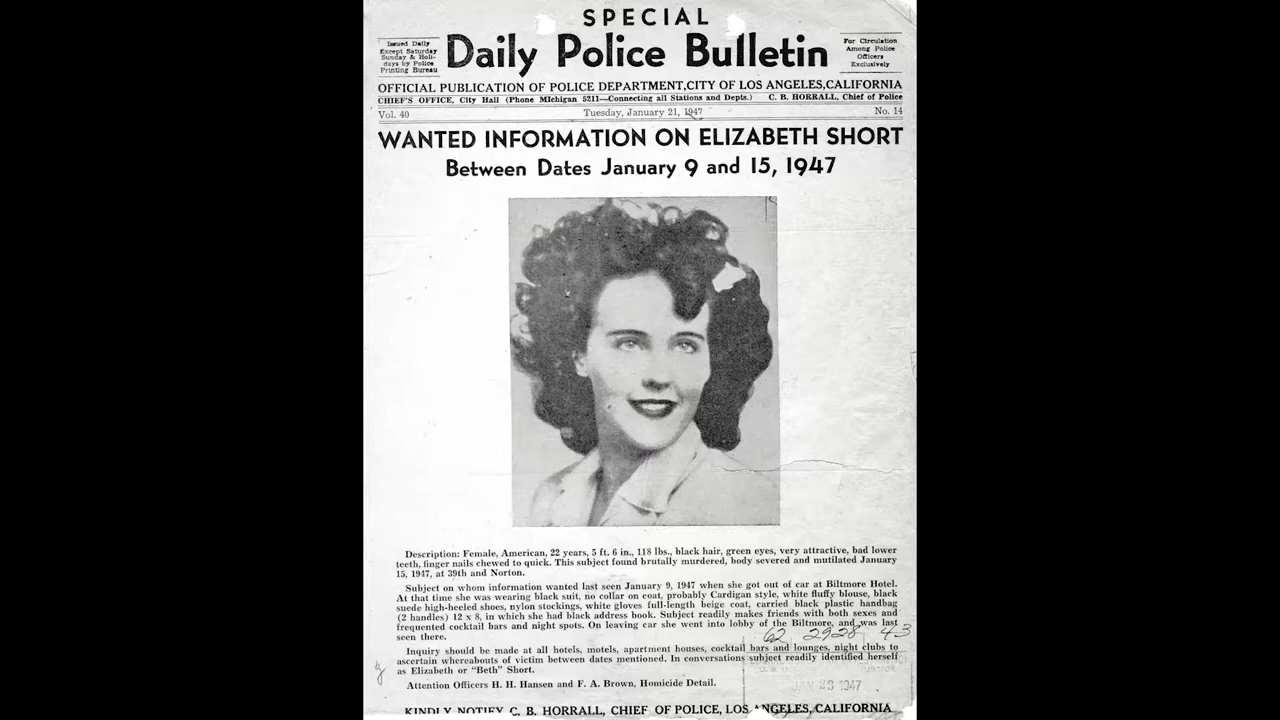 SPECIAL
Issued Daily
Except Saturday
Sunday & Holi-
days by Police
Printing Bureau
Daily Police Bulletin
For Circulation
Among Police
Officers
Exclusively
OFFICIAL PUBLICATION OF POLICE DEPARTMENT,CITY OF LOS ANGELES,CALIFORNIA
CHIEF'S OFFICE, City Hall (Phone MIchigan 5211—Connecting all Stations and Depts.) C. B. HORRALL, Chief of Police
Vol. 40 Tuesday, January 21, 1947 No. 14
WANTED INFORMATION ON ELIZABETH SHORT
Between Dates January 9 and 15, 1947
Description: Female, American, 22 years, 5 ft. 6 in., 118 lbs., black hair, green eyes, very attractive, bad lower
teeth, finger nails chewed to quick. This subject found brutally murdered, body severed and mutilated January
15, 1947, at 39th and Norton.
Subject on whom information wanted last seen January 9, 1947 when she got out of car at Biltmore Hotel.
At that time she was wearing black suit, no collar on coat, probably Cardigan style, white fluffy blouse, black
suede high-heeled shoes, nylon stockings, white gloves full-length beige coat, carried black plastic handbag
(2 handles) 12 x 8, in which she had black address book. Subject readily makes friends with both sexes and
frequented cocktail bars and night spots. On leaving car she went into lobby of the Biltmore, and was last
seen there.
62 2928 43
Inquiry should be made at all hotels, motels, apartment houses, cocktail bars and lounges, night clubs to
ascertain whereabouts of victim between dates mentioned. In conversations subject readily identified herself
as Elizabeth or "Beth" Short.
Attention Officers H. H. Hansen and F. A. Brown, Homicide Detail.
JAN 28 1947
KINDLY NOTIFY C. B. HORRALL, CHIEF OF POLICE, LOS ANGELES, CALIFORNIA